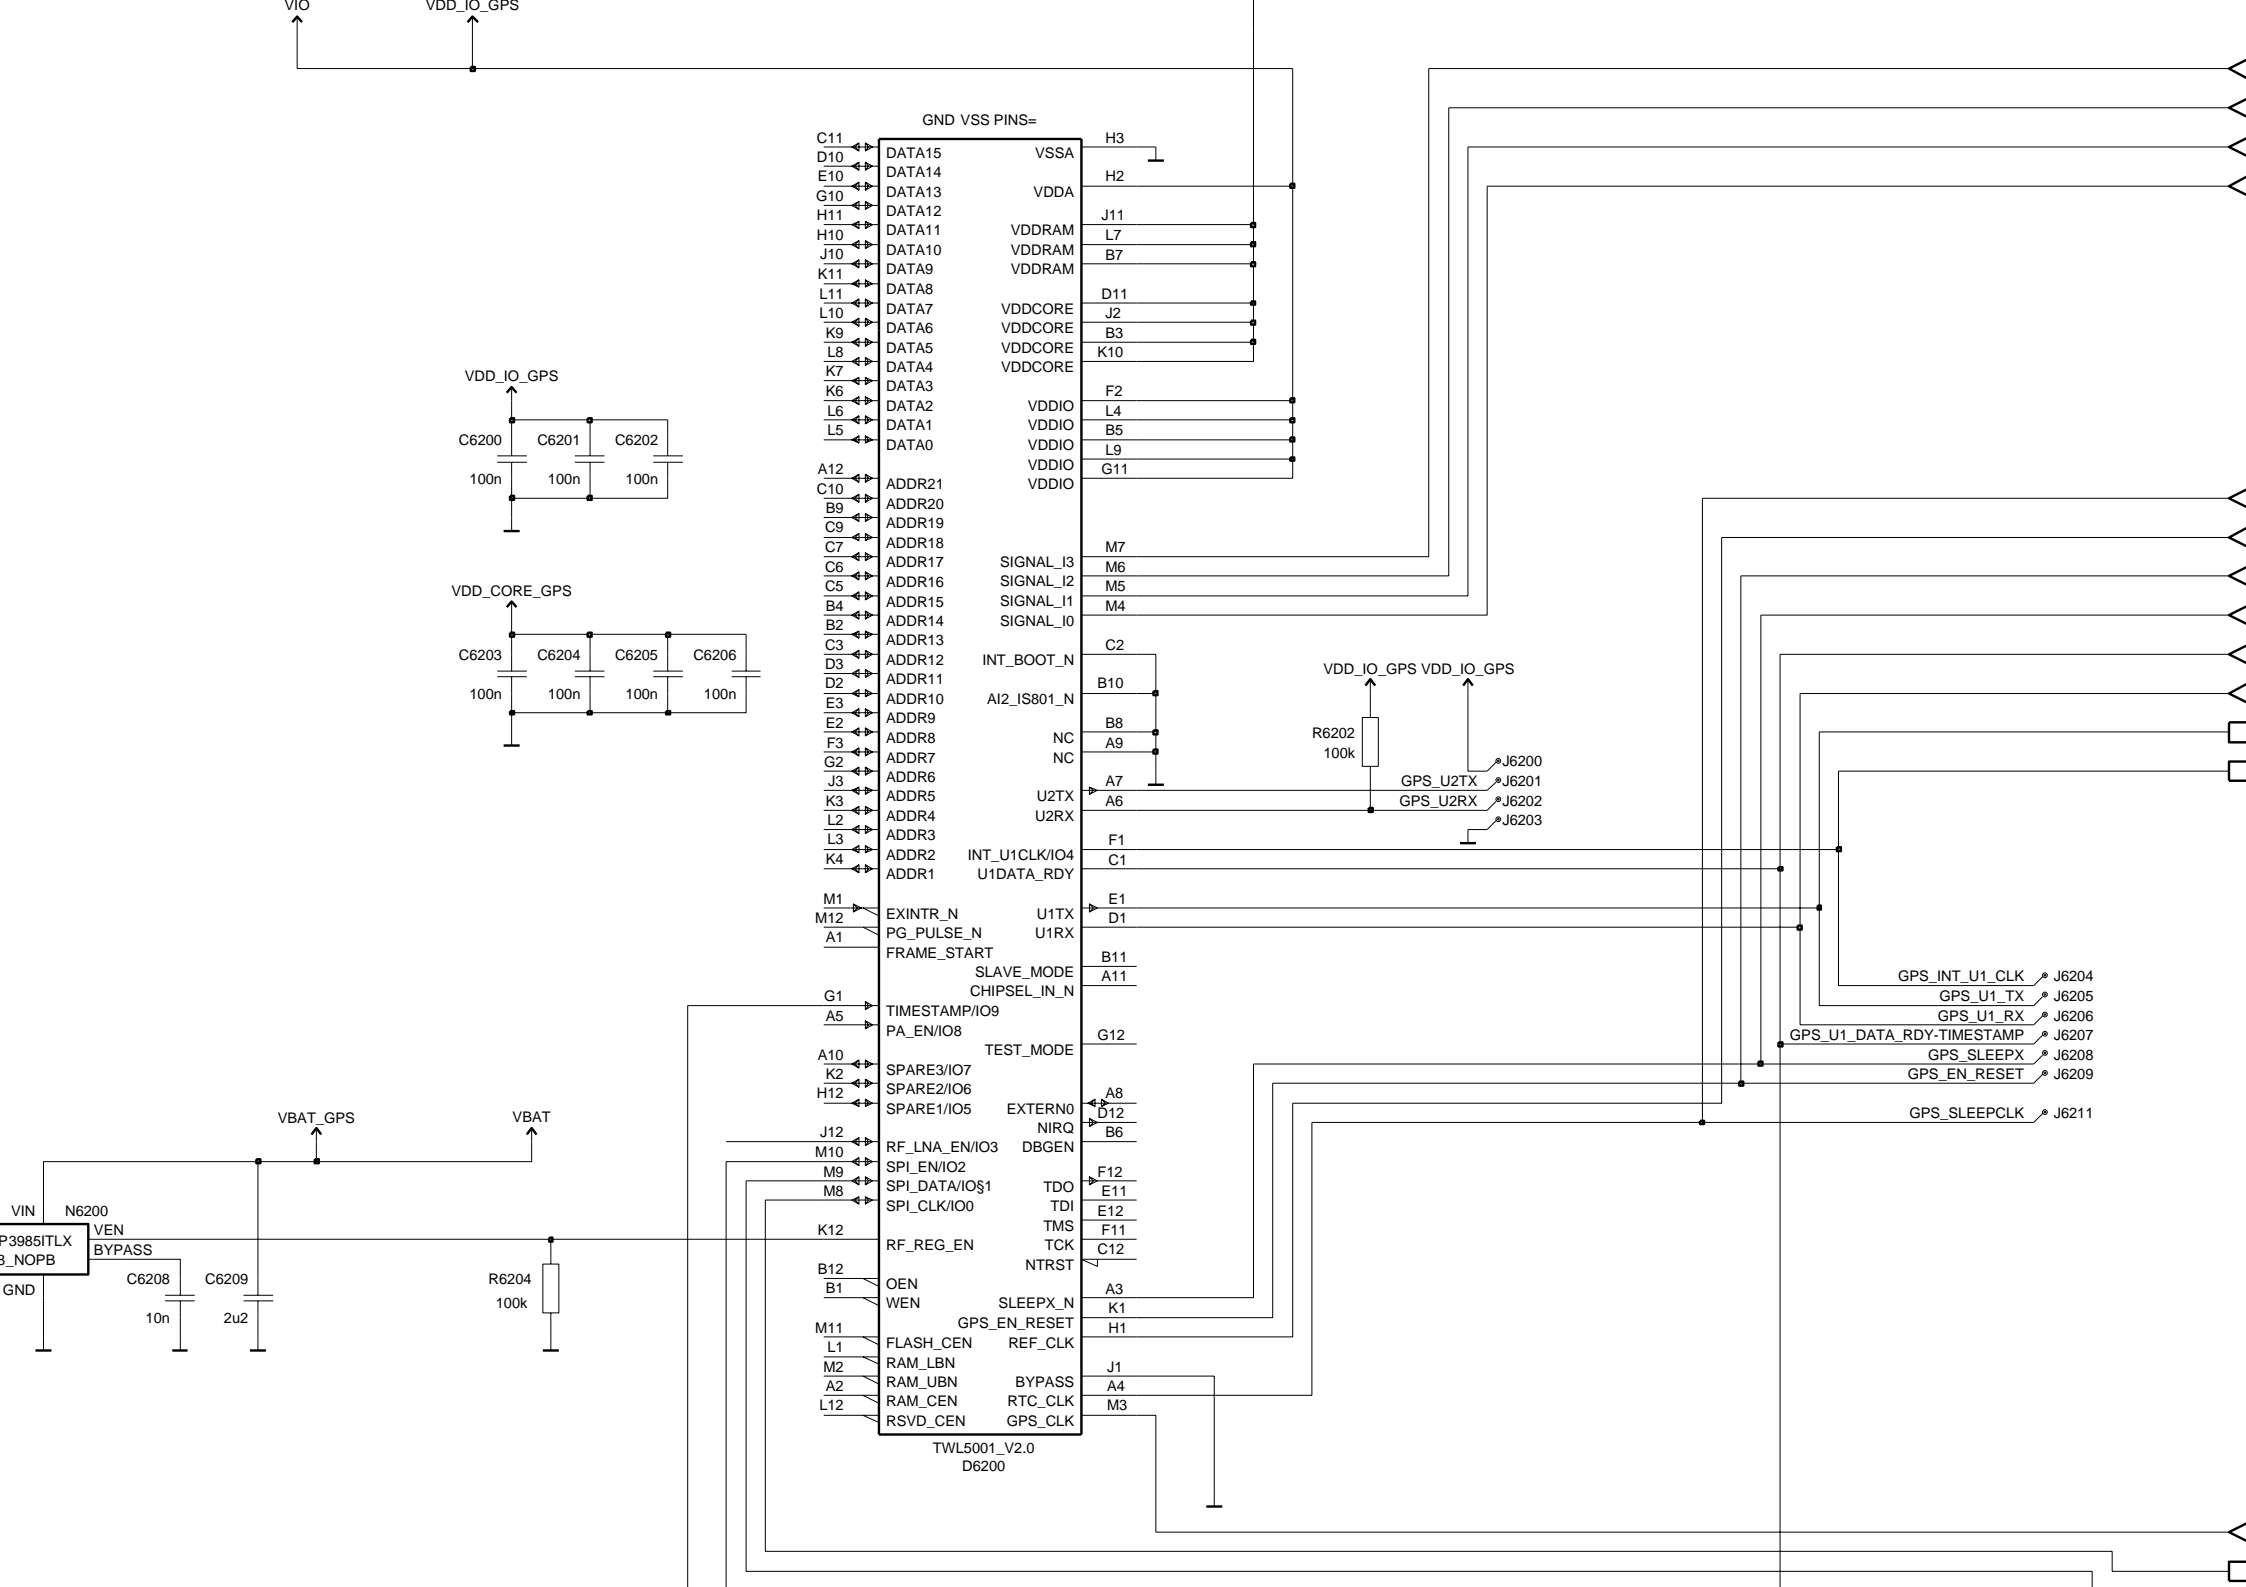 VIO
VDD_IO_GPS
GND VSS PINS=
C11 DATA15
D10 DATA14
E10 DATA13
G10 DATA12
H11 DATA11
H10 DATA10
J10 DATA9
K11 DATA8
L11 DATA7
L10 DATA6
K9 DATA5
L8 DATA4
K7 DATA3
K6 DATA2
L6 DATA1
L5 DATA0
A12 ADDR21
C10 ADDR20
B9 ADDR19
C9 ADDR18
C7 ADDR17
C6 ADDR16
C5 ADDR15
B4 ADDR14
B2 ADDR13
C3 ADDR12
D3 ADDR11
D2 ADDR10
E3 ADDR9
E2 ADDR8
F3 ADDR7
G2 ADDR6
J3 ADDR5
K3 ADDR4
L2 ADDR3
L3 ADDR2
K4 ADDR1
M1 EXINTR_N
M12 PG_PULSE_N
A1 FRAME_START
G1 TIMESTAMP/IO9
A5 PA_EN/IO8
A10 SPARE3/IO7
K2 SPARE2/IO6
H12 SPARE1/IO5
J12 RF_LNA_EN/IO3
M10 SPI_EN/IO2
M9 SPI_DATA/IO§1
M8 SPI_CLK/IO0
K12 RF_REG_EN
B12 OEN
B1 WEN
M11 FLASH_CEN
L1 RAM_LBN
M2 RAM_UBN
A2 RAM_CEN
L12 RSVD_CEN
VSSA H3
VDDA H2
VDDRAM J11
VDDRAM L7
VDDRAM B7
VDDCORE D11
VDDCORE J2
VDDCORE B3
VDDCORE K10
VDDIO F2
VDDIO L4
VDDIO B5
VDDIO L9
VDDIO G11
SIGNAL_I3 M7
SIGNAL_I2 M6
SIGNAL_I1 M5
SIGNAL_I0 M4
INT_BOOT_N C2
AI2_IS801_N B10
NC B8
NC A9
U2TX A7
U2RX A6
INT_U1CLK/IO4 F1
U1DATA_RDY C1
U1TX E1
U1RX D1
SLAVE_MODE B11
CHIPSEL_IN_N A11
TEST_MODE G12
EXTERN0 A8
NIRQ D12
DBGEN B6
TDO F12
TDI E11
TMS E12
TCK F11
NTRST C12
SLEEPX_N A3
GPS_EN_RESET K1
REF_CLK H1
BYPASS J1
RTC_CLK A4
GPS_CLK M3
TWL5001_V2.0
D6200
VDD_IO_GPS
C6200 C6201 C6202
100n 100n 100n
VDD_CORE_GPS
C6203 C6204 C6205 C6206
100n 100n 100n 100n
VDD_IO_GPS VDD_IO_GPS
R6202
100k
J6200
GPS_U2TX J6201
GPS_U2RX J6202
J6203
GPS_INT_U1_CLK J6204
GPS_U1_TX J6205
GPS_U1_RX J6206
GPS_U1_DATA_RDY-TIMESTAMP J6207
GPS_SLEEPX J6208
GPS_EN_RESET J6209
GPS_SLEEPCLK J6211
VBAT_GPS VBAT
VIN N6200
VEN
P3985ITLX BYPASS
_NOPB
GND
C6208 C6209
10n 2u2
R6204
100k